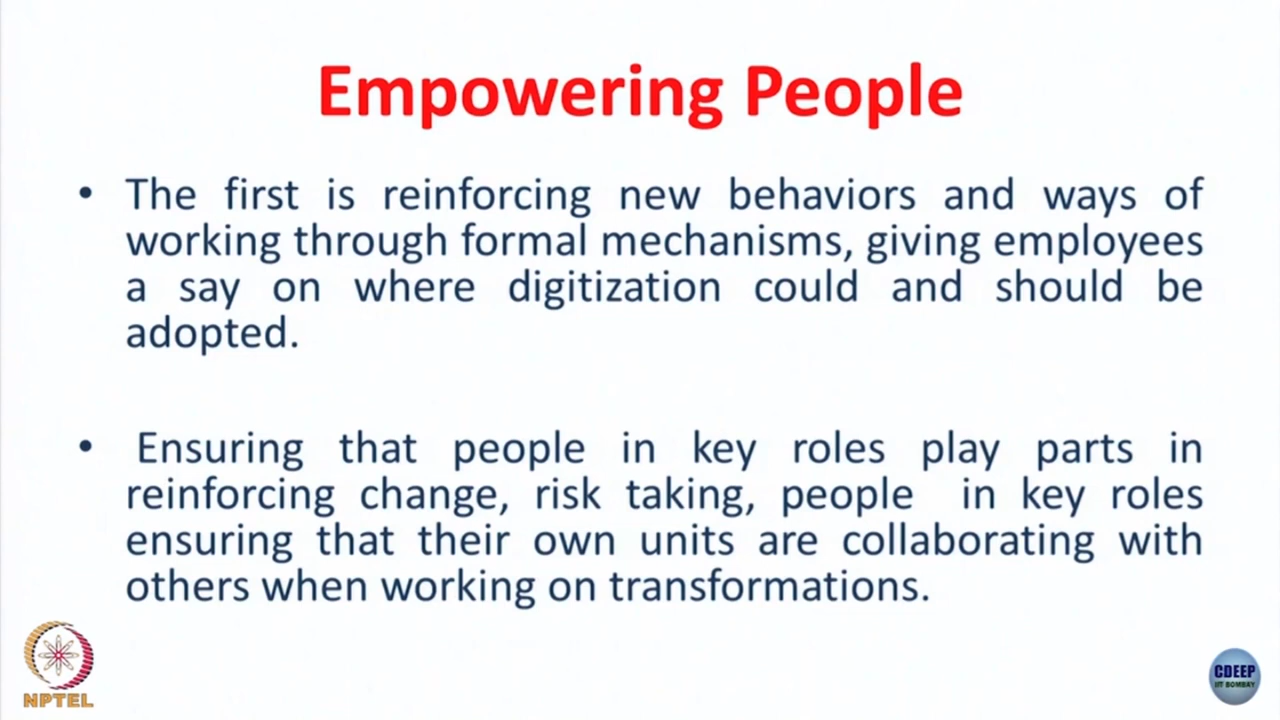 Empowering People
• The first is reinforcing new behaviors and ways of
working through formal mechanisms, giving employees
a say on where digitization could and should be
adopted.
• Ensuring that people in key roles play parts in
reinforcing change, risk taking, people in key roles
ensuring that their own units are collaborating with
others when working on transformations.
NPTEL
CDEEP
IIT BOMBAY